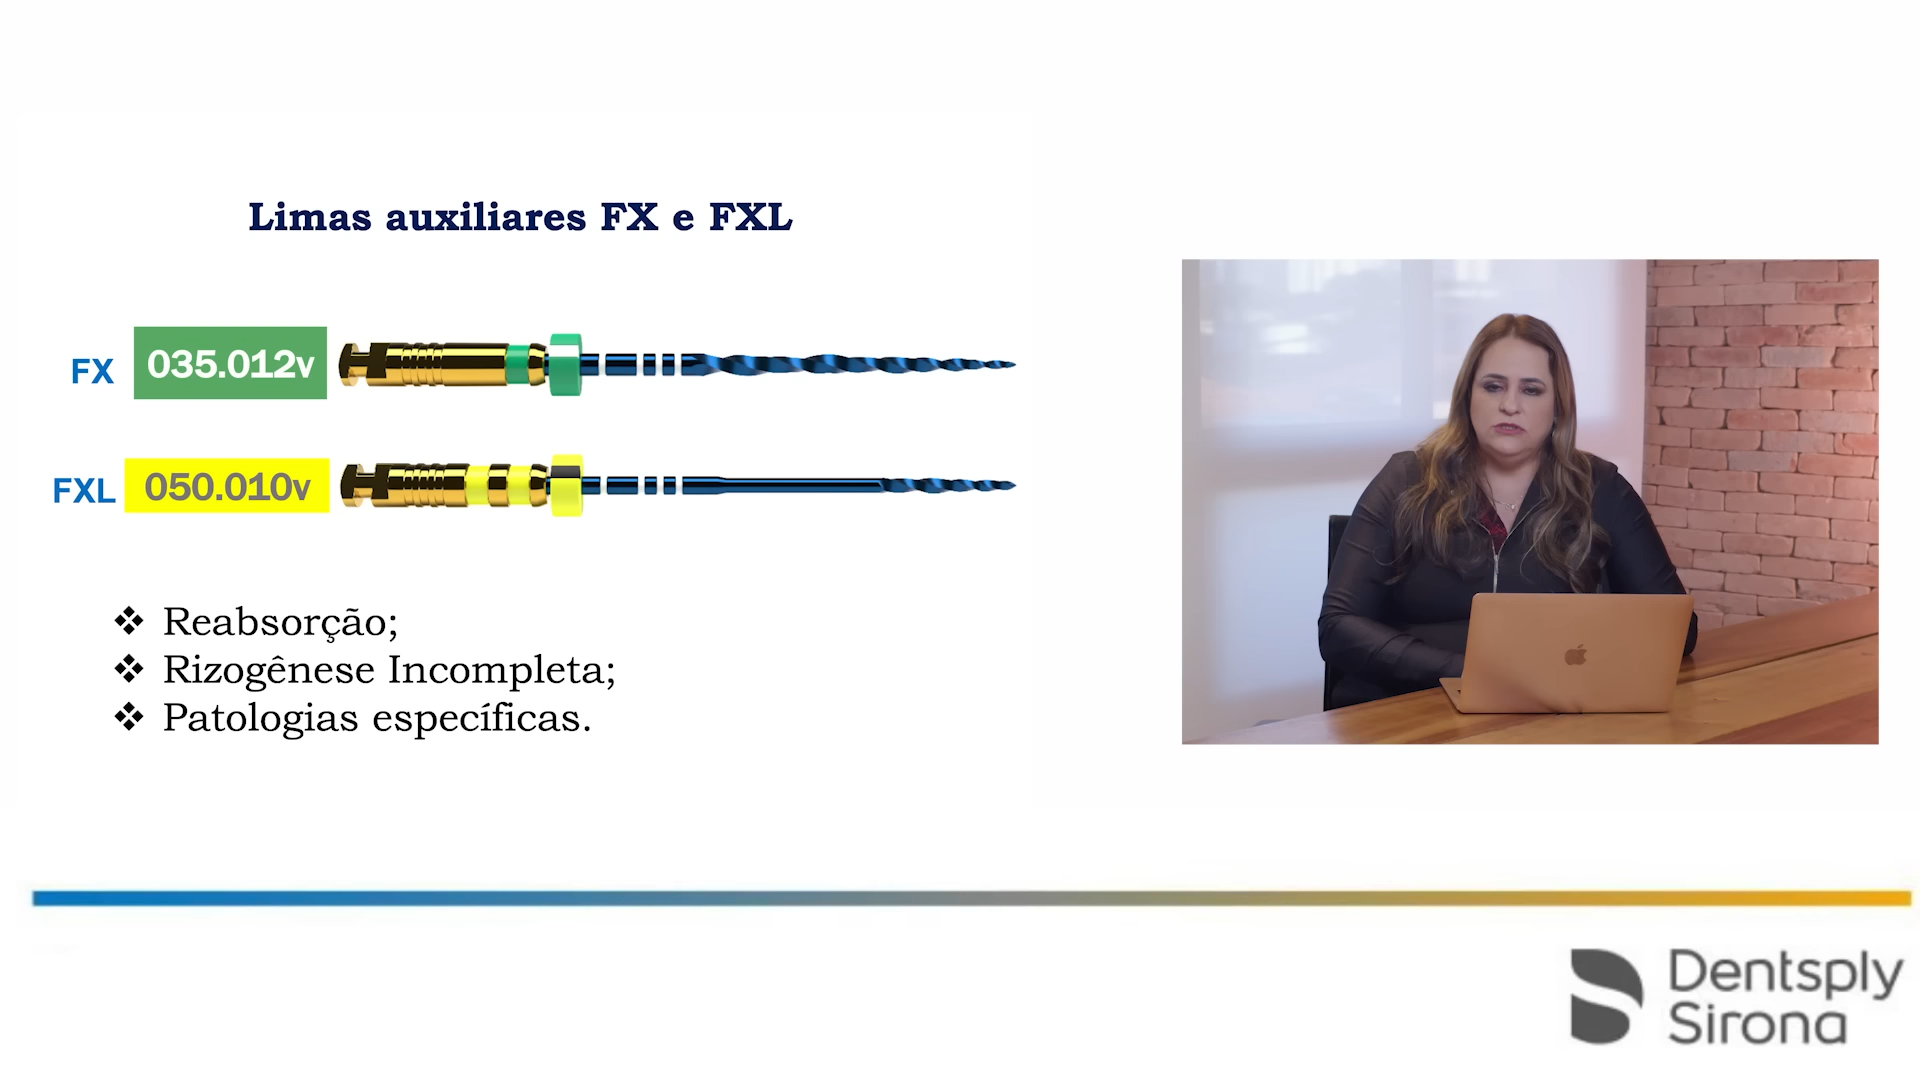 Limas auxiliares FX e FXL
FX 035.012v
FXL 050.010v
Reabsorção;
Rizogênese Incompleta;
Patologias específicas.
Dentsply
Sirona